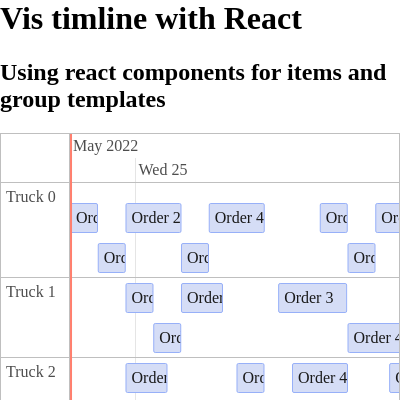 Vis timline with React
Using react components for items and
group templates
May 2022
Wed 25
Truck 0
Ord Order 2 Order 4 Ord Or
Ord Ord Ord
Truck 1
Ord Order Order 3
Ord Order 4
Truck 2
Order Ord Order 4